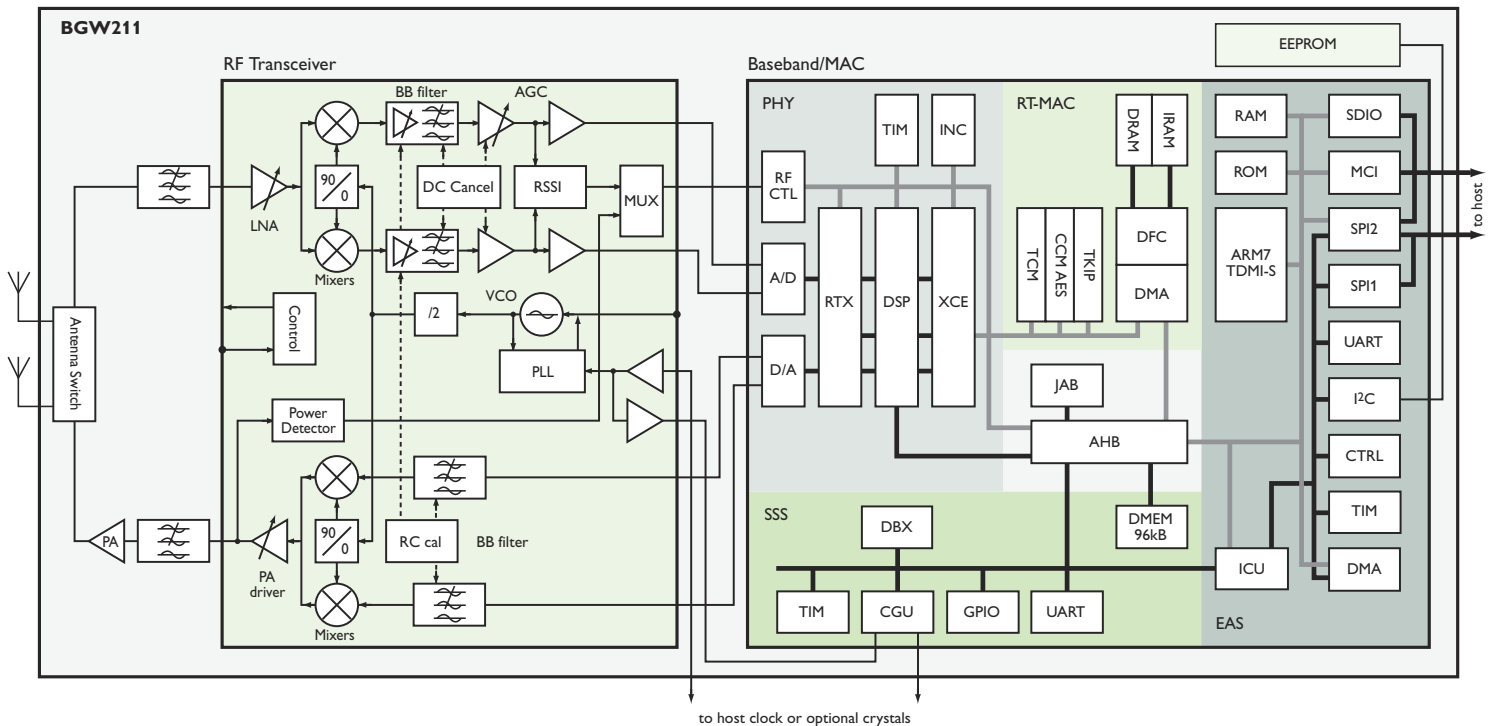 BGW211
EEPROM
RF Transceiver
Baseband/MAC
BB filter
AGC
PHY
RT-MAC
TIM
INC
DRAM
IRAM
RAM
SDIO
ROM
MCI
90
0
DC Cancel
RSSI
MUX
RF
CTL
LNA
Mixers
TCM
CCM AES
TKIP
DFC
DMA
ARM7
TDMI-S
SPI2
SPI1
to host
A/D
RTX
DSP
XCE
Antenna Switch
Control
/2
VCO
PLL
UART
D/A
JAB
I²C
Power
Detector
AHB
CTRL
SSS
DBX
DMEM
96kB
TIM
PA
90
0
RC cal
BB filter
PA
driver
ICU
DMA
Mixers
TIM
CGU
GPIO
UART
EAS
to host clock or optional crystals